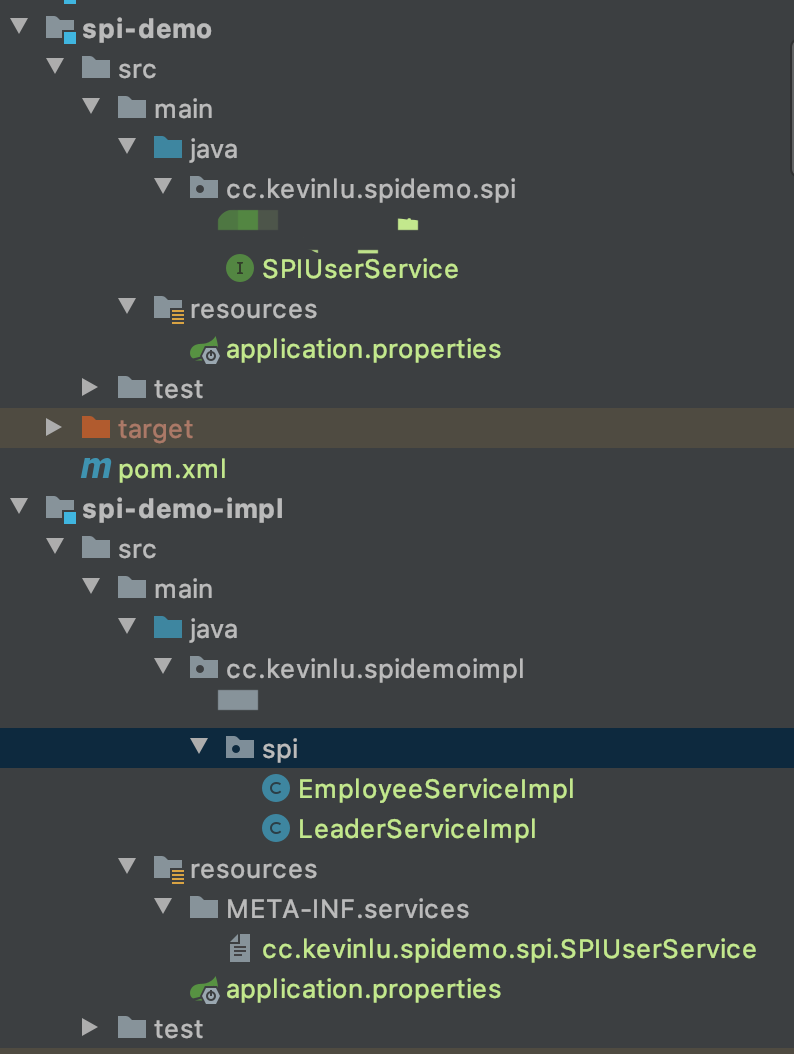 spi-demo
src
main
java
cc.kevinlu.spidemo.spi
SPIUserService
resources
application.properties
test
target
pom.xml
spi-demo-impl
src
main
java
cc.kevinlu.spidemoimpl
spi
EmployeeServiceImpl
LeaderServiceImpl
resources
META-INF.services
cc.kevinlu.spidemo.spi.SPIUserService
application.properties
test